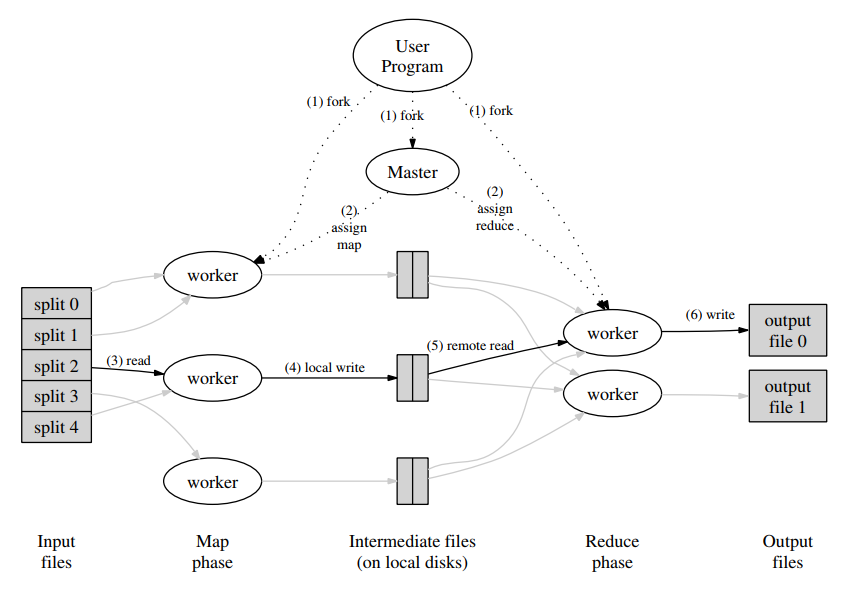 User
Program
(1) fork
(1) fork
(1) fork
Master
(2)
assign
map
(2)
assign
reduce
worker
split 0
split 1
split 2
split 3
split 4
(3) read
worker
(4) local write
(5) remote read
worker
(6) write
output
file 0
worker
output
file 1
worker
Input
files
Map
phase
Intermediate files
(on local disks)
Reduce
phase
Output
files